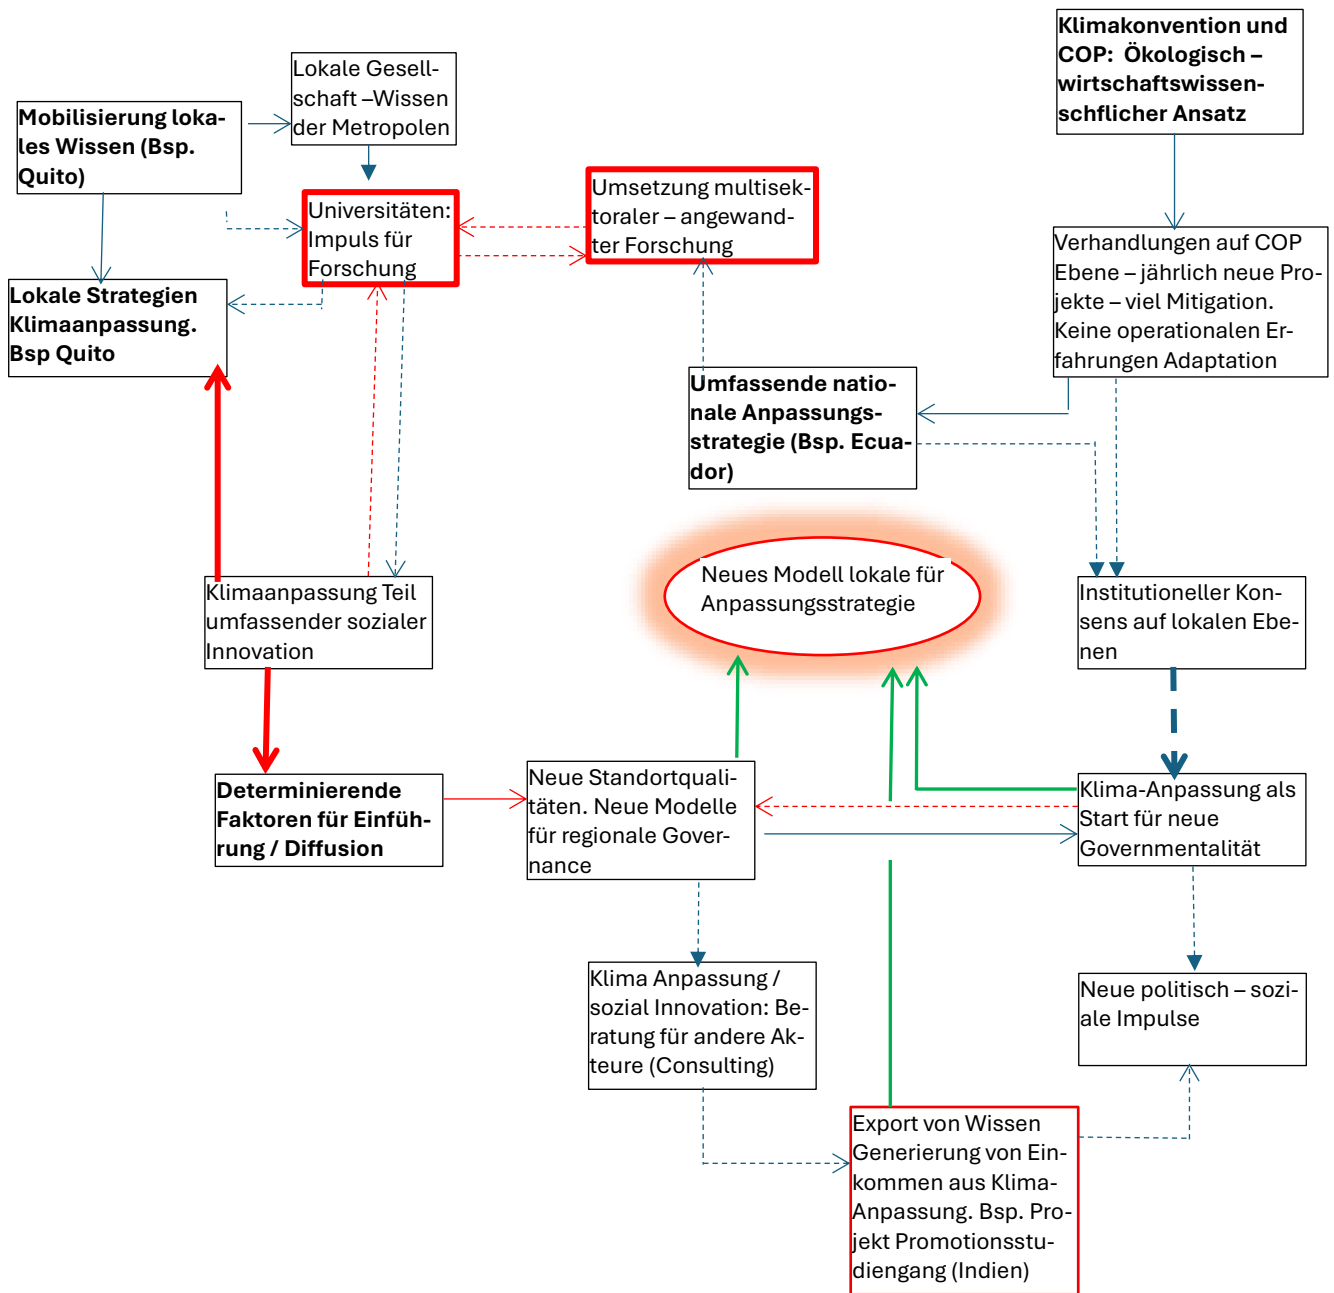 Klimakonvention und
COP:  Ökologisch –
wirtschaftswissen-
schflicher Ansatz
Lokale Gesell-
schaft –Wissen
der Metropolen
Mobilisierung loka-
les Wissen (Bsp.
Quito)
Umsetzung multisek-
toraler – angewand-
ter Forschung
Universitäten:
Impuls für
Forschung
Verhandlungen auf COP
Ebene – jährlich neue Pro-
jekte – viel Mitigation.
Keine operationalen Er-
fahrungen Adaptation
Lokale Strategien
Klimaanpassung.
Bsp Quito
Umfassende natio-
nale Anpassungs-
strategie (Bsp. Ecua-
dor)
Neues Modell lokale für
Anpassungsstrategie
Klimaanpassung Teil
umfassender sozialer
Innovation
Institutioneller Kon-
sens auf lokalen Ebe-
nen
Determinierende
Faktoren für Einfüh-
rung / Diffusion
Neue Standortquali-
täten. Neue Modelle
für regionale Gover-
nance
Klima-Anpassung als
Start für neue
Governmentalität
Klima Anpassung /
sozial Innovation: Be-
ratung für andere Ak-
teure (Consulting)
Neue politisch – sozi-
ale Impulse
Export von Wissen
Generierung von Ein-
kommen aus Klima-
Anpassung. Bsp. Pro-
jekt Promotionsstu-
diengang (Indien)